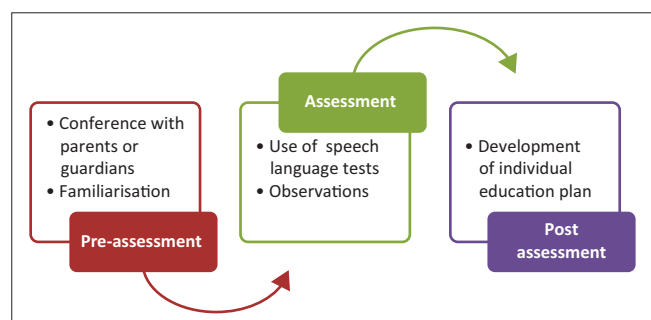 • Conference with
parents or
guardians
• Familiarisation
Pre-assessment
Assessment
• Use of speech
language tests
• Observations
• Development
of individual
education plan
Post
assessment